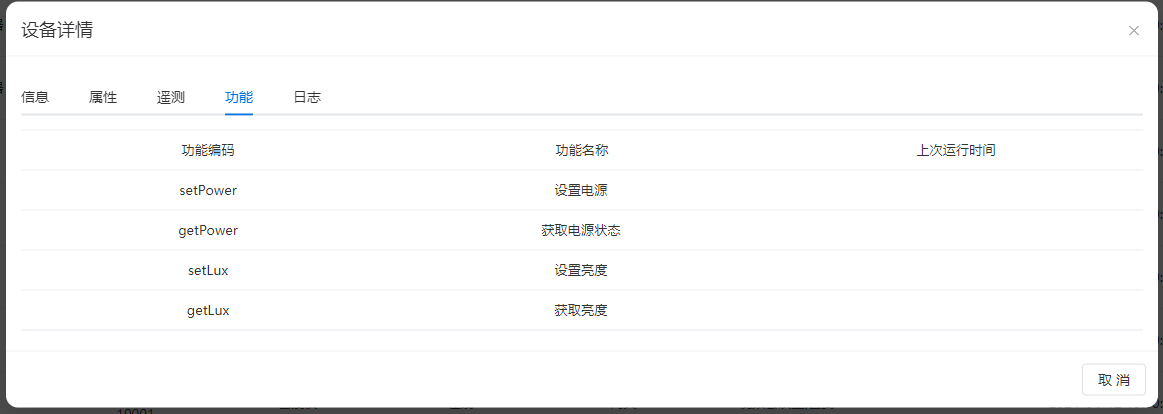 设备详情
信息 属性 遥测 功能 日志
功能编码 功能名称 上次运行时间
setPower 设置电源
getPower 获取电源状态
setLux 设置亮度
getLux 获取亮度
取 消